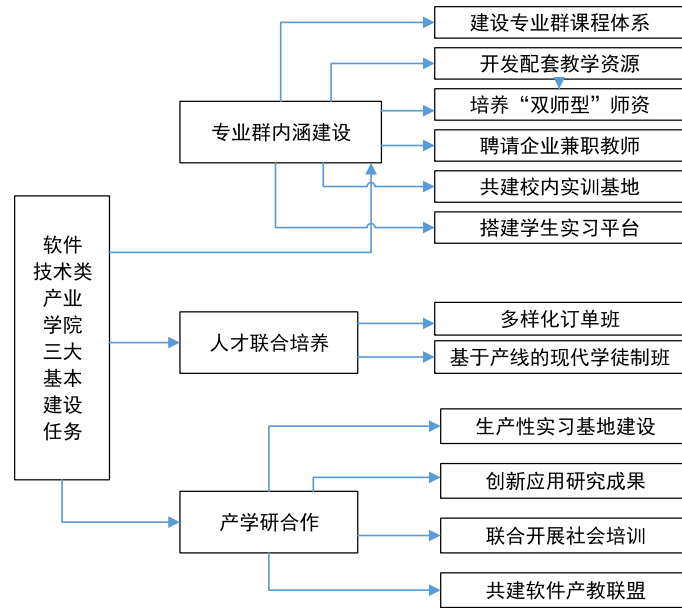 软件
技术类
产业
学院
三大
基本
建设
任务
专业群内涵建设
建设专业群课程体系
开发配套教学资源
培养“双师型”师资
聘请企业兼职教师
共建校内实训基地
搭建学生实习平台
人才联合培养
多样化订单班
基于产线的现代学徒制班
产学研合作
生产性实习基地建设
创新应用研究成果
联合开展社会培训
共建软件产教联盟